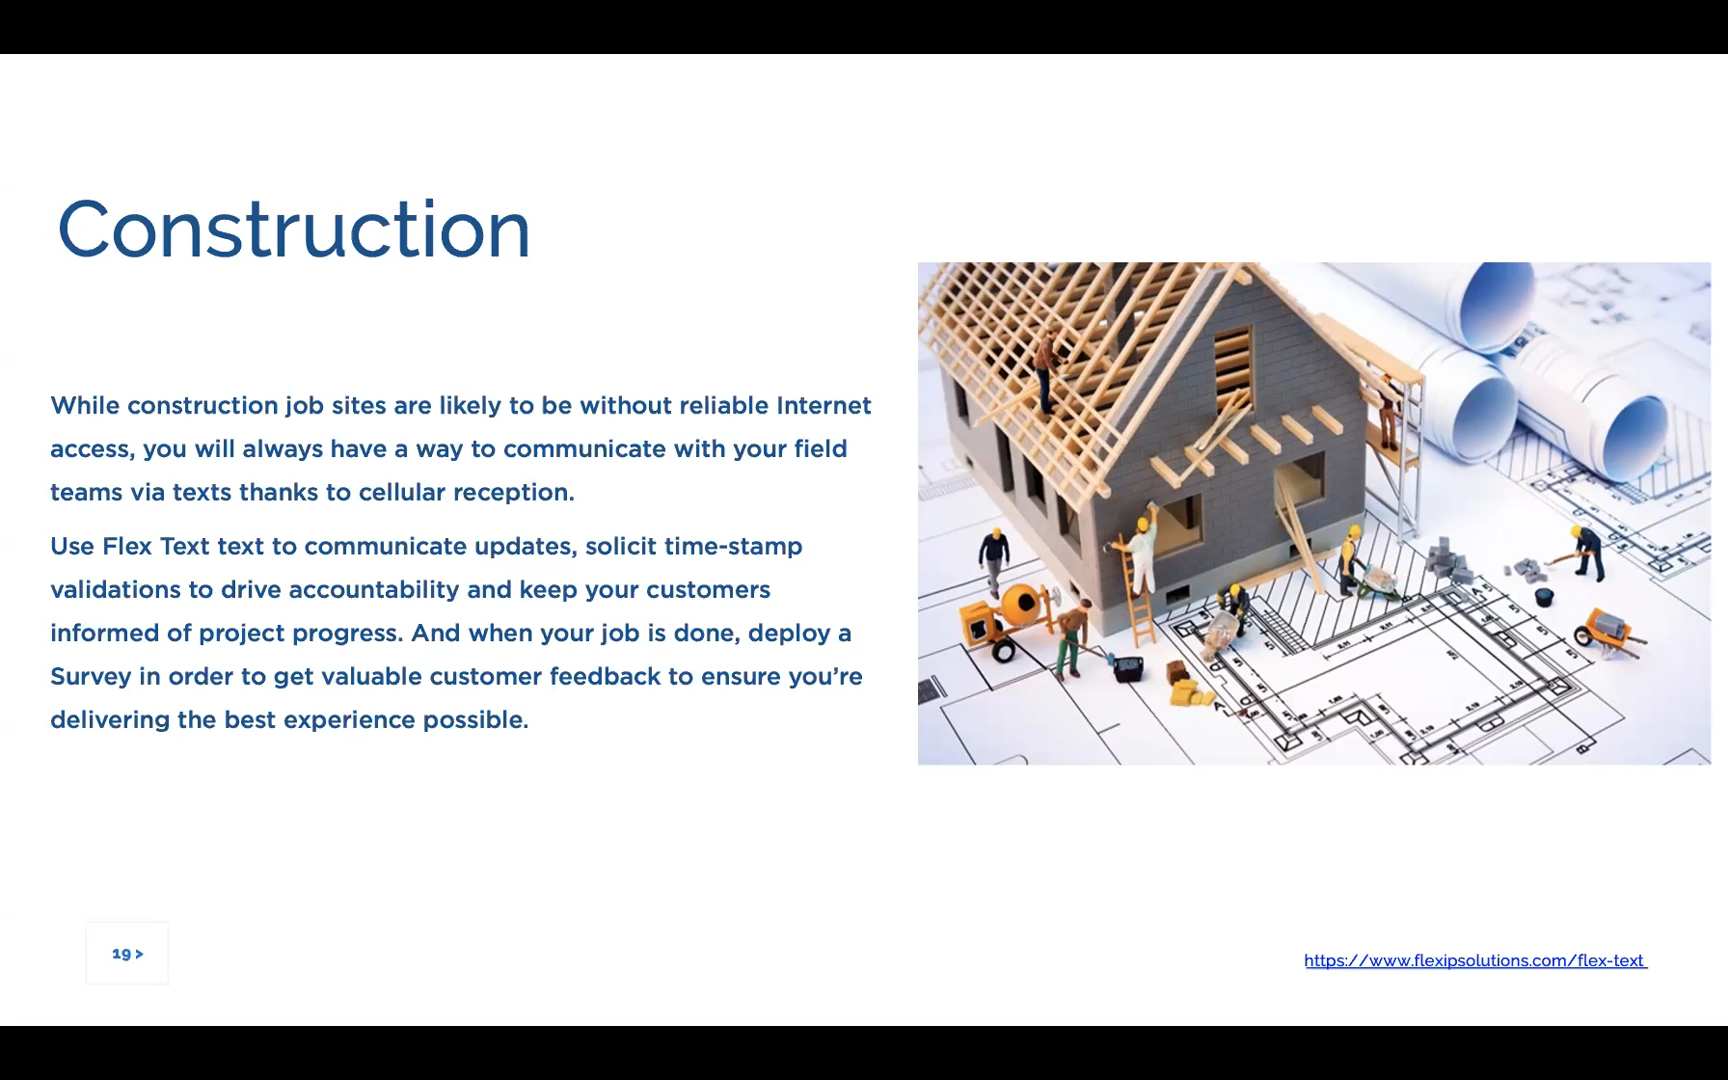 Construction
While construction job sites are likely to be without reliable Internet
access, you will always have a way to communicate with your field
teams via texts thanks to cellular reception.
Use Flex Text text to communicate updates, solicit time-stamp
validations to drive accountability and keep your customers
informed of project progress. And when your job is done, deploy a
Survey in order to get valuable customer feedback to ensure you’re
delivering the best experience possible.
19 >
https://www.flexipsolutions.com/flex-text